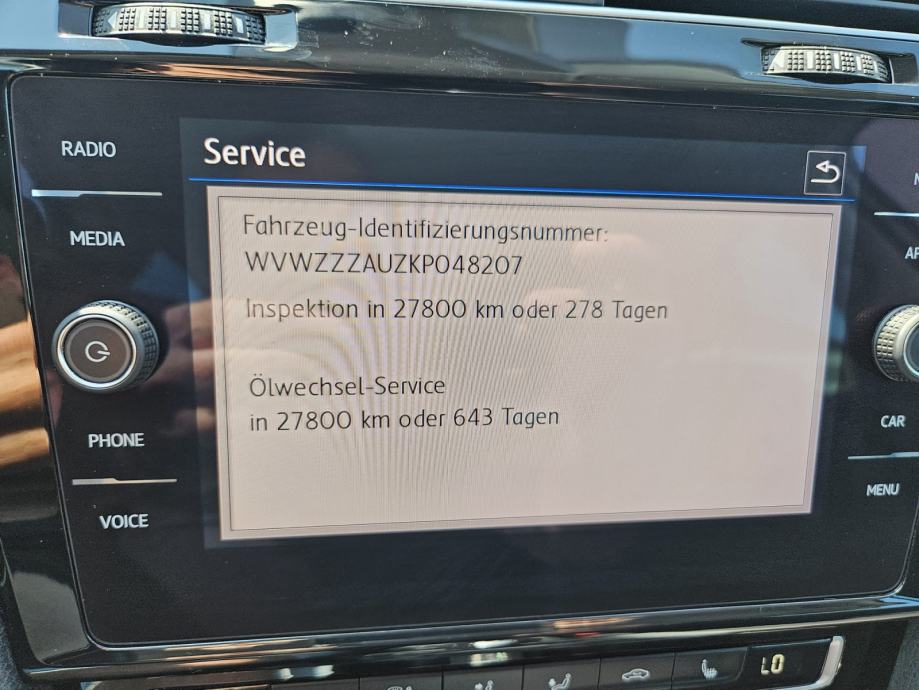 RADIO
Service
MEDIA
Fahrzeug-Identifizierungsnummer:
WVWZZZAUZKP048207
Inspektion in 27800 km oder 278 Tagen
Ölwechsel-Service
in 27800 km oder 643 Tagen
PHONE
CAR
VOICE
MENU
LO